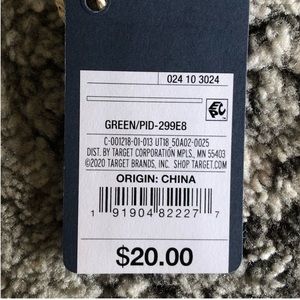 024 10 3024
GREEN/PID-299E8
C-001218-01-013 UT18 50A02-0025
DIST. BY TARGET CORPORATION MPLS., MN 55403
©2020 TARGET BRANDS, INC. SHOP TARGET.COM
ORIGIN: CHINA
1 91904 82227 7
$20.00